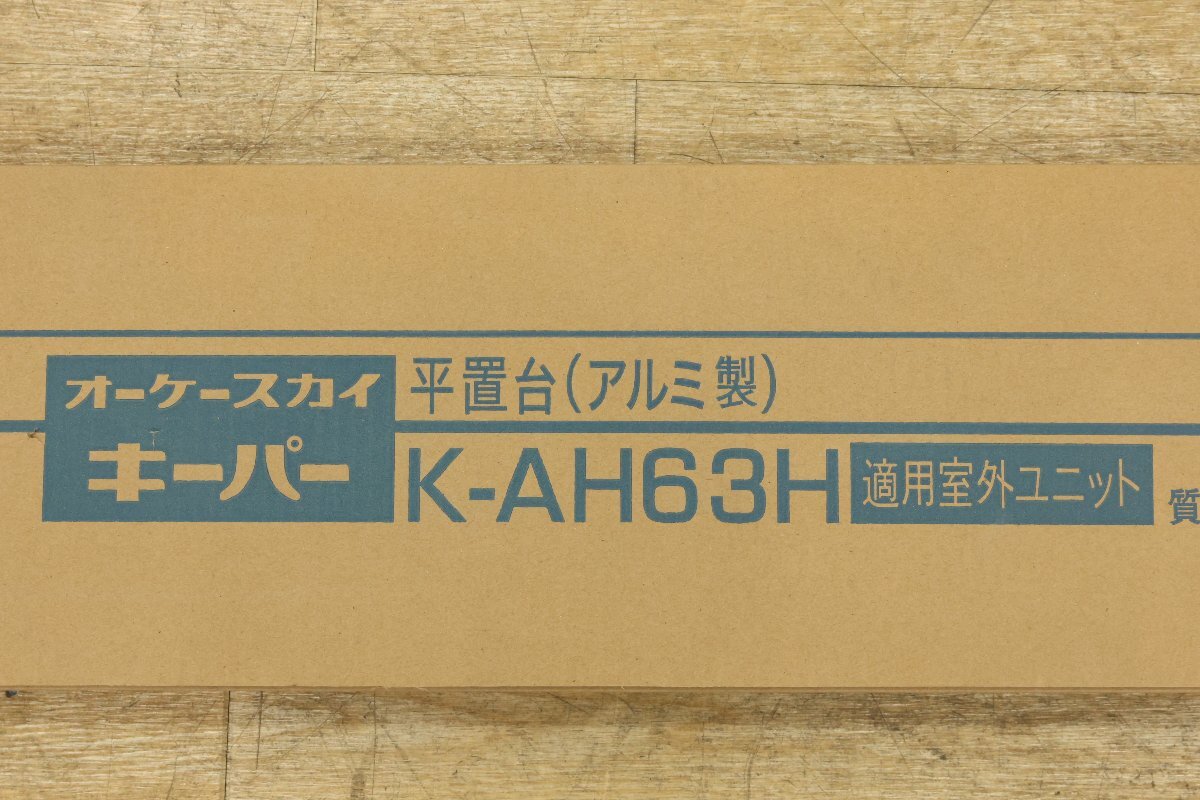 オーケースカイ
キーパー
平置台(アルミ製)
K-AH63H
適用室外ユニット
質